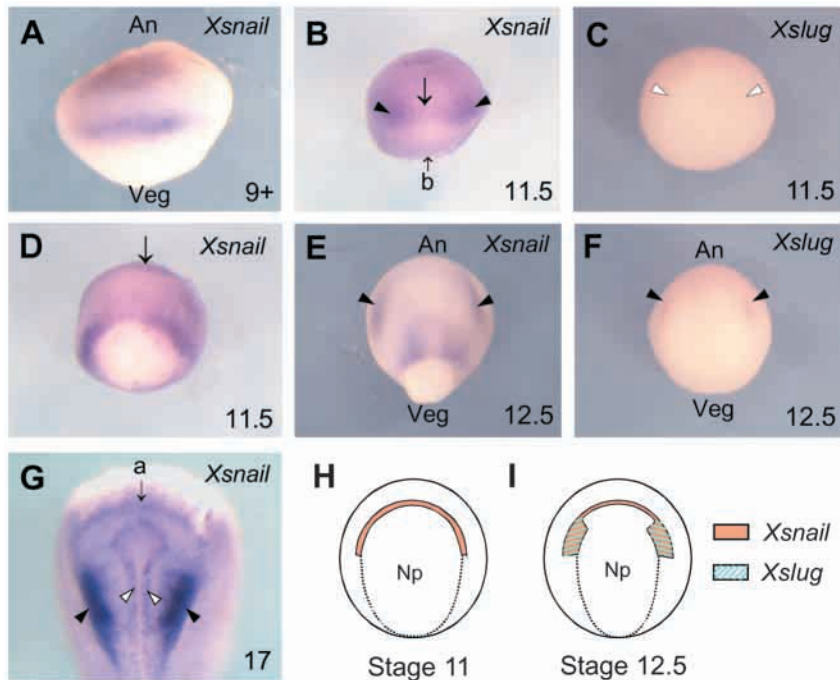 A An Xsnail
Veg 9+
B Xsnail
b 11.5
C Xslug
11.5
D Xsnail
11.5
E An Xsnail
Veg 12.5
F An Xslug
Veg 12.5
G a Xsnail
17
H
Np
Stage 11
I
Np
Stage 12.5
Xsnail
Xslug